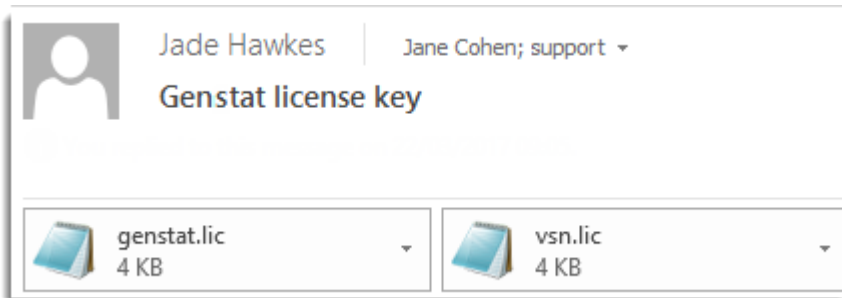 Jade Hawkes Jane Cohen; support
Genstat license key
genstat.lic vsn.lic
4 KB 4 KB